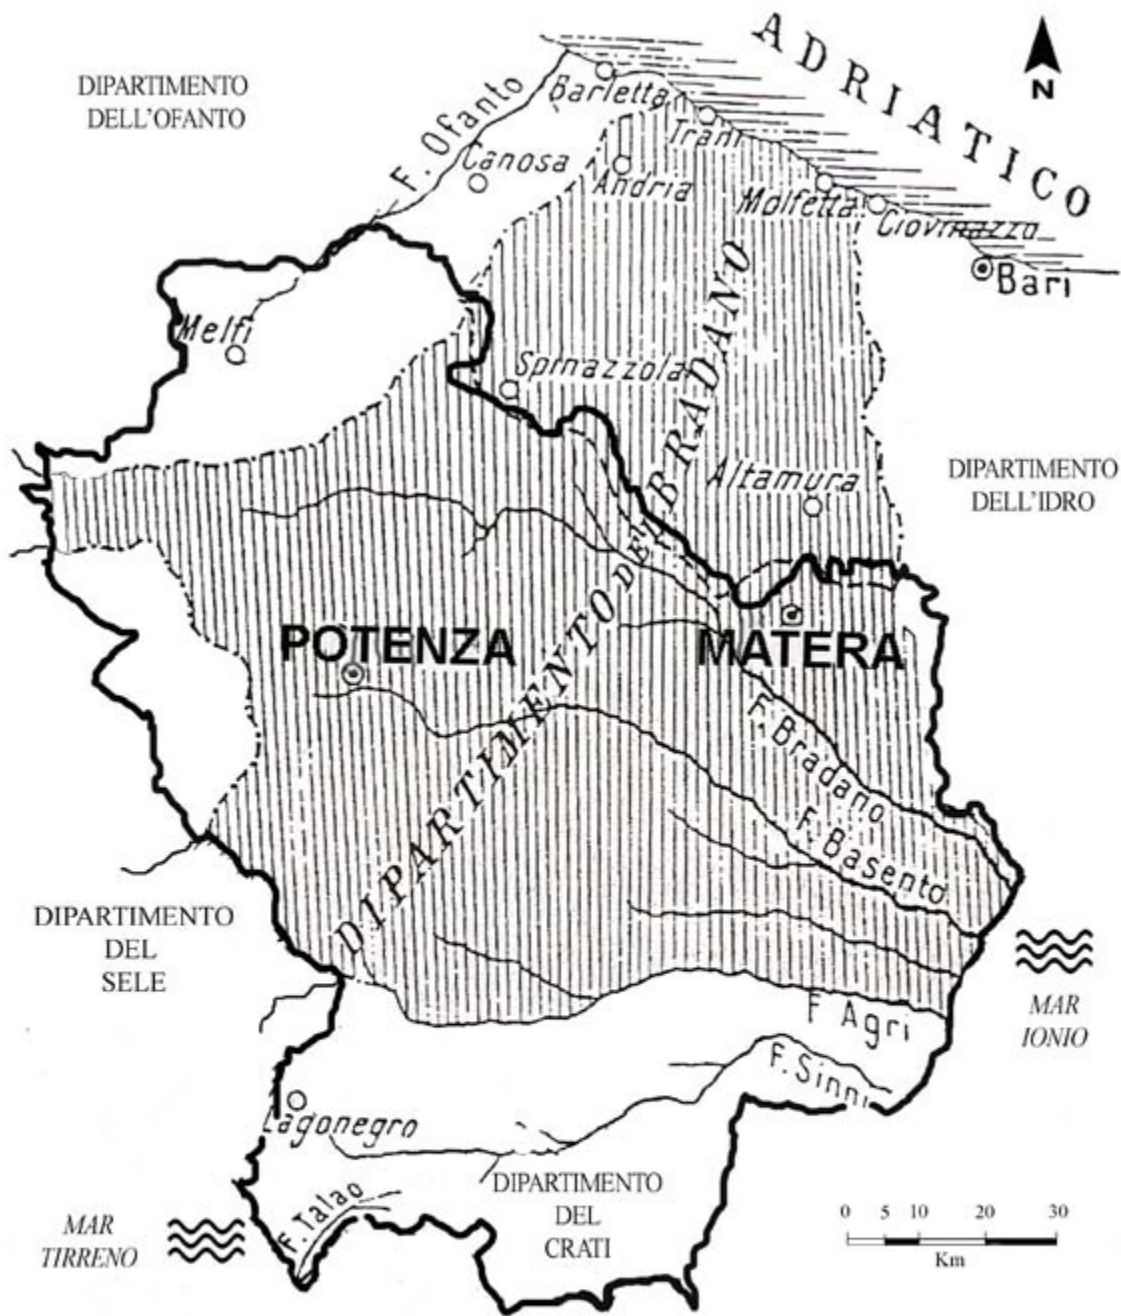 ADRIATICO
N
DIPARTIMENTO
DELL'OFANTO
F. Ofanto
Barletta
Trani
Canosa
Andria
Molfetta
Giovinazzo
Bari
Melfi
Spinazzola
Altamura
DIPARTIMENTO
DELL'IDRO
DIPARTIMENTO DEL BRADANO
POTENZA
MATERA
F. Bradano
F. Basento
DIPARTIMENTO
DEL
SELE
MAR
IONIO
F Agri
F. Sinni
Lagonegro
DIPARTIMENTO
DEL
CRATI
F. Talao
MAR
TIRRENO
0 5 10 20 30
Km